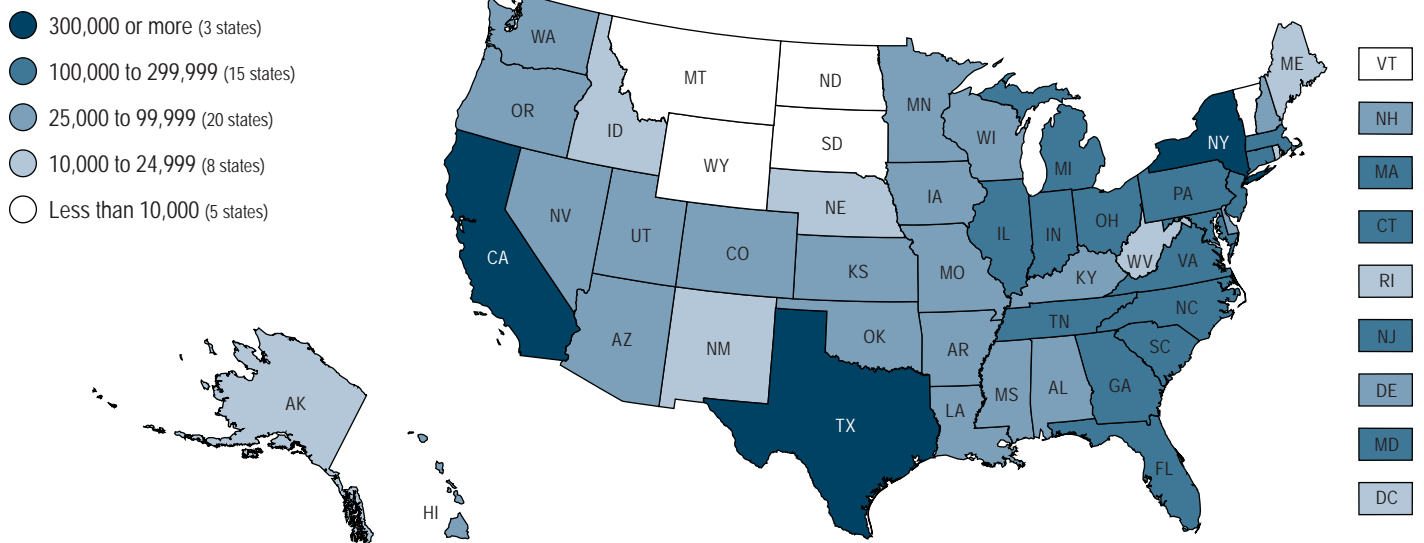 300,000 or more (3 states)
100,000 to 299,999 (15 states)
25,000 to 99,999 (20 states)
10,000 to 24,999 (8 states)
Less than 10,000 (5 states)
WA
MT
ND
MN
ME
OR
ID
WY
SD
WI
MI
NY
NV
UT
CO
NE
IA
IL
IN
OH
PA
CA
KS
MO
KY
WV
VA
AZ
NM
OK
AR
TN
NC
SC
TX
LA
MS
AL
GA
FL
AK
HI
VT
NH
MA
CT
RI
NJ
DE
MD
DC